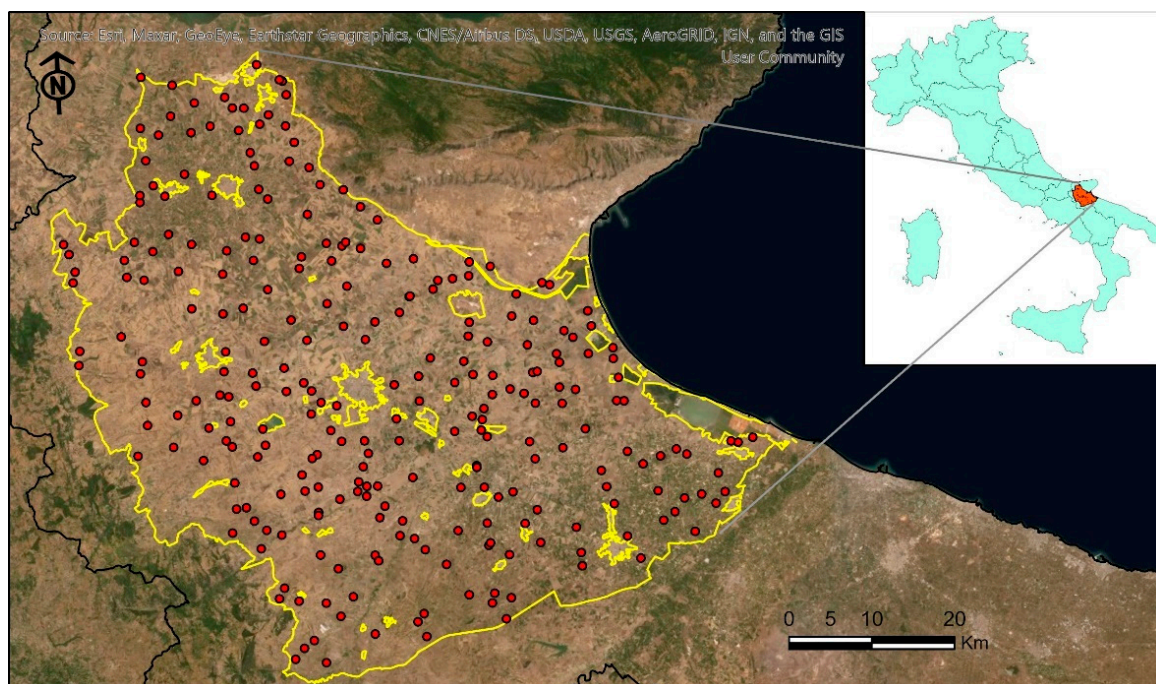 Source: Esri, Maxar, GeoEye, Earthstar Geographics, CNES/Airbus DS, USDA, USGS, AeroGRID, IGN, and the GIS
User Community
N
0 5 10 20
Km